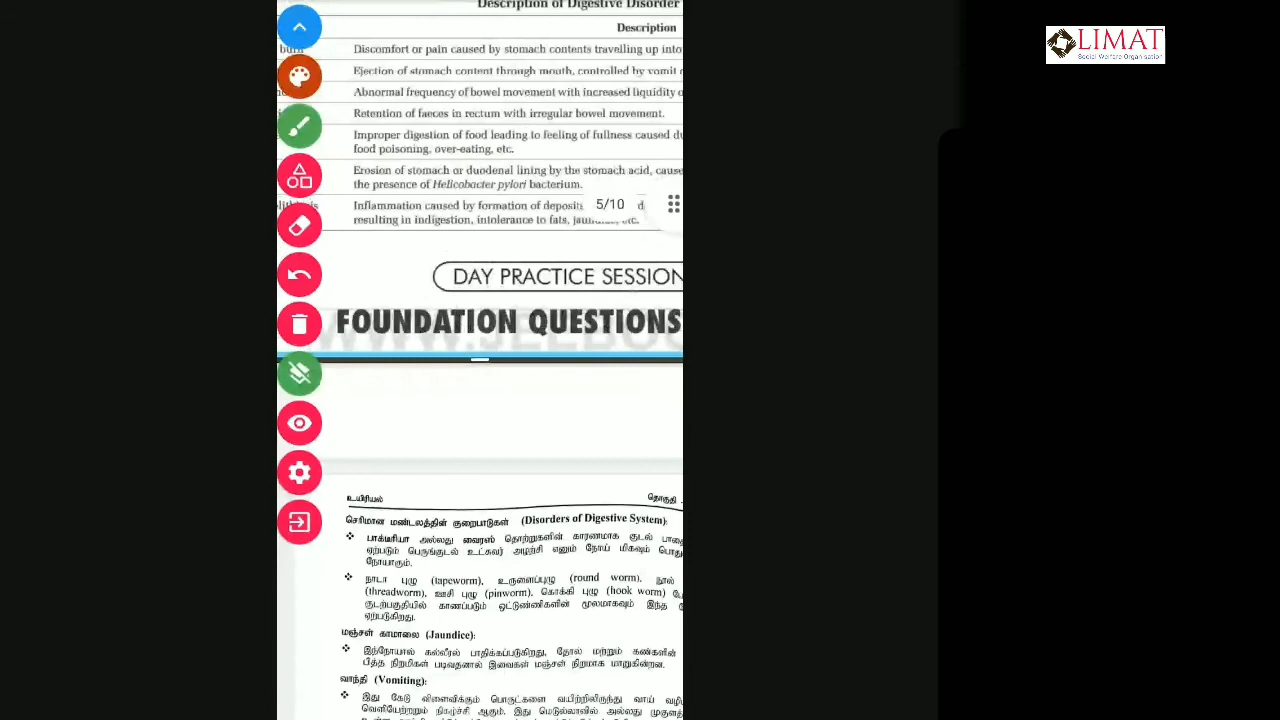 Description of Digestive Disorder
LIMAT
Social Welfare Organisation
Description
burn
Discomfort or pain caused by stomach contents travelling up into
Ejection of stomach content through mouth, controlled by vomit
Abnormal frequency of bowel movement with increased liquidity
Retention of faeces in rectum with irregular bowel movement.
Improper digestion of food leading to feeling of fullness caused
food poisoning, over-eating, etc.
Erosion of stomach or duodenal lining by the stomach acid,
the presence of Helicobacter pylori bacterium.
Inflammation caused by formation of
5/10
resulting in indigestion, intolerance to fats, etc.
DAY PRACTICE SESSION
FOUNDATION QUESTIONS
உயிரியல்
தொகுதி
செரிமான மண்டலத்தின் குறைபாடுகள் (Disorders of Digestive System):
❖ பாக்டீரியா அல்லது வைரஸ் தொற்றுகளின் காரணமாக குடல்
ஏற்படும் பெருங்குடல் உட்சுவர் அழற்சி எனும் நோய் மிகவும்
நோயாகும்.
❖ நாடா புழு (tapeworm), உருளைப்புழு (round worm), நூல்
(threadworm), ஊசி புழு (pinworm), கொக்கி புழு (hook worm)
குடற்பகுதியில் காணப்படும் ஒட்டுண்ணிகளின் மூலமாகவும் இந்த
ஏற்படுகிறது.
மஞ்சள் காமாலை (Jaundice):
❖ இந்நோயால் கல்லீரல் பாதிக்கப்படுகிறது, தோல் மற்றும் கண்களின்
பித்த நிறமிகள் படிவதனால் இவைகள் மஞ்சள் நிறமாக மாறுகின்றன.
வாந்தி (Vomiting):
❖ இது கேடு விளைவிக்கும் பொருட்களை வயிற்றிலிருந்து வாய்
வெளியேற்றும் நிகழ்ச்சி ஆகும். இது மெடுல்லாவில் அல்லது